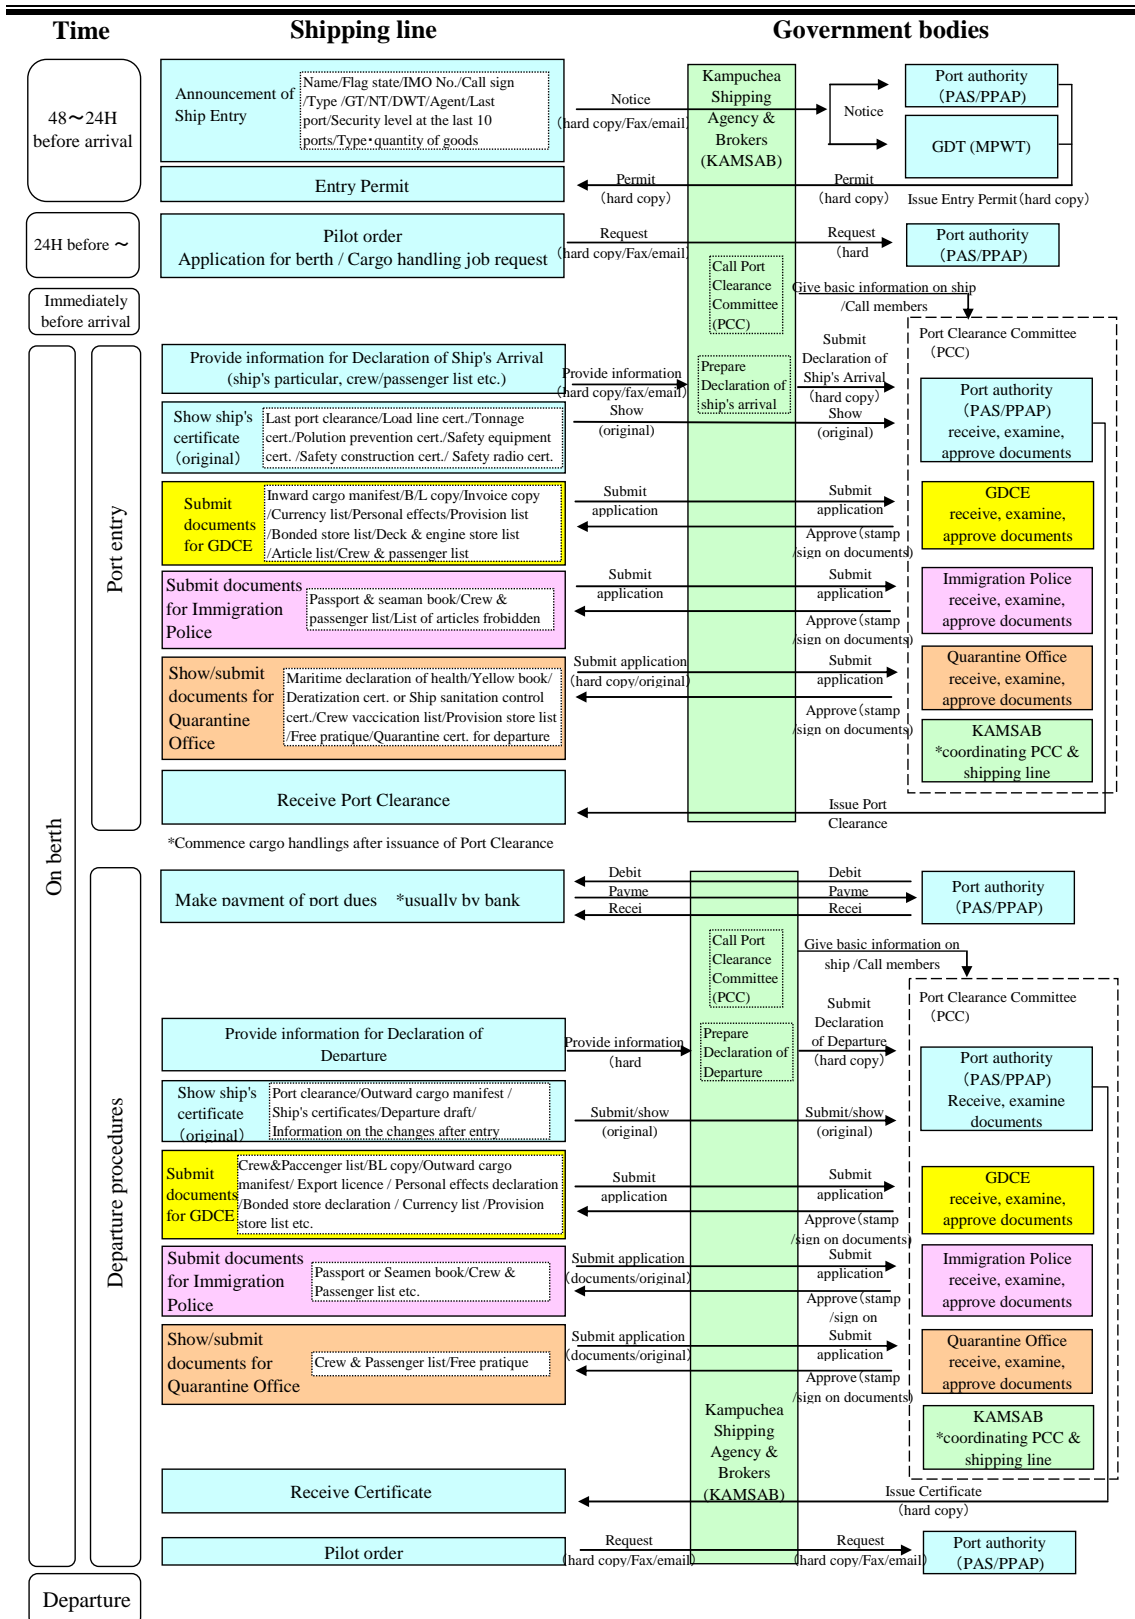 Time
Shipping line
Government bodies
48～24H
before arrival
Announcement of
Ship Entry
Name/Flag state/IMO No./Call sign
/Type /GT/NT/DWT/Agent/Last
port/Security level at the last 10
ports/Type・quantity of goods
Notice
(hard copy/Fax/email)
Kampuchea
Shipping
Agency &
Brokers
(KAMSAB)
Notice
Port authority
(PAS/PPAP)
GDT (MPWT)
Entry Permit
Permit
(hard copy)
Permit
(hard copy)
Issue Entry Permit(hard copy)
24H before ～
Pilot order
Application for berth / Cargo handling job request
Request
(hard copy/Fax/email)
Request
(hard
Port authority
(PAS/PPAP)
Immediately
before arrival
Call Port
Clearance
Committee
(PCC)
Give basic information on ship
/Call members
Port Clearance Committee
(PCC)
On berth
Port entry
Provide information for Declaration of Ship's Arrival
(ship's particular, crew/passenger list etc.)
Provide information
(hard copy/fax/email)
Prepare
Declaration of
ship's arrival
Submit
Declaration of
Ship's Arrival
(hard copy)
Port authority
(PAS/PPAP)
receive, examine,
approve documents
Show ship's
certificate
(original)
Last port clearance/Load line cert./Tonnage
cert./Polution prevention cert./Safety equipment
cert. /Safety construction cert./ Safety radio cert.
Show
(original)
Show
(original)
Submit
documents
for GDCE
Inward cargo manifest/B/L copy/Invoice copy
/Currency list/Personal effects/Provision list
/Bonded store list/Deck & engine store list
/Article list/Crew & passenger list
Submit
application
Submit
application
Approve(stamp
/sign on documents)
GDCE
receive, examine,
approve documents
Submit documents
for Immigration
Police
Passport & seaman book/Crew &
passenger list/List of articles frobidden
Submit
application
Submit
application
Approve(stamp
/sign on documents)
Immigration Police
receive, examine,
approve documents
Show/submit
documents for
Quarantine
Office
Maritime declaration of health/Yellow book/
Deratization cert. or Ship sanitation control
cert./Crew vaccication list/Provision store list
/Free pratique/Quarantine cert. for departure
Submit application
(hard copy/original)
Submit
application
Approve(stamp
/sign on documents)
Quarantine Office
receive, examine,
approve documents
KAMSAB
*coordinating PCC &
shipping line
Receive Port Clearance
Issue Port
Clearance
*Commence cargo handlings after issuance of Port Clearance
Departure procedures
Make payment of port dues *usually by bank
Debit
Payme
Recei
Debit
Payme
Recei
Port authority
(PAS/PPAP)
Call Port
Clearance
Committee
(PCC)
Give basic information on
ship /Call members
Port Clearance Committee
(PCC)
Provide information for Declaration of
Departure
Provide information
(hard
Prepare
Declaration of
Departure
Submit
Declaration
of Departure
(hard copy)
Port authority
(PAS/PPAP)
Receive, examine
documents
Show ship's
certificate
(original)
Port clearance/Outward cargo manifest /
Ship's certificates/Departure draft/
Information on the changes after entry
Submit/show
(original)
Submit/show
(original)
Submit
documents
for GDCE
Crew&Paccenger list/BL copy/Outward cargo
manifest/ Export licence / Personal effects declaration
/Bonded store declaration / Currency list /Provision
store list etc.
Submit
application
Submit
application
Approve(stamp
/sign on documents)
GDCE
receive, examine,
approve documents
Submit documents
for Immigration
Police
Passport or Seamen book/Crew &
Passenger list etc.
Submit application
(documents/original)
Submit
application
Approve(stamp
/sign on
Immigration Police
receive, examine,
approve documents
Show/submit
documents for
Quarantine Office
Crew & Passenger list/Free pratique
Submit application
(documents/original)
Submit
application
Approve(stamp
/sign on documents)
Quarantine Office
receive, examine,
approve documents
Kampuchea
Shipping
Agency &
Brokers
(KAMSAB)
KAMSAB
*coordinating PCC &
shipping line
Receive Certificate
Issue Certificate
(hard copy)
Pilot order
Request
(hard copy/Fax/email)
Request
(hard copy/Fax/email)
Port authority
(PAS/PPAP)
Departure